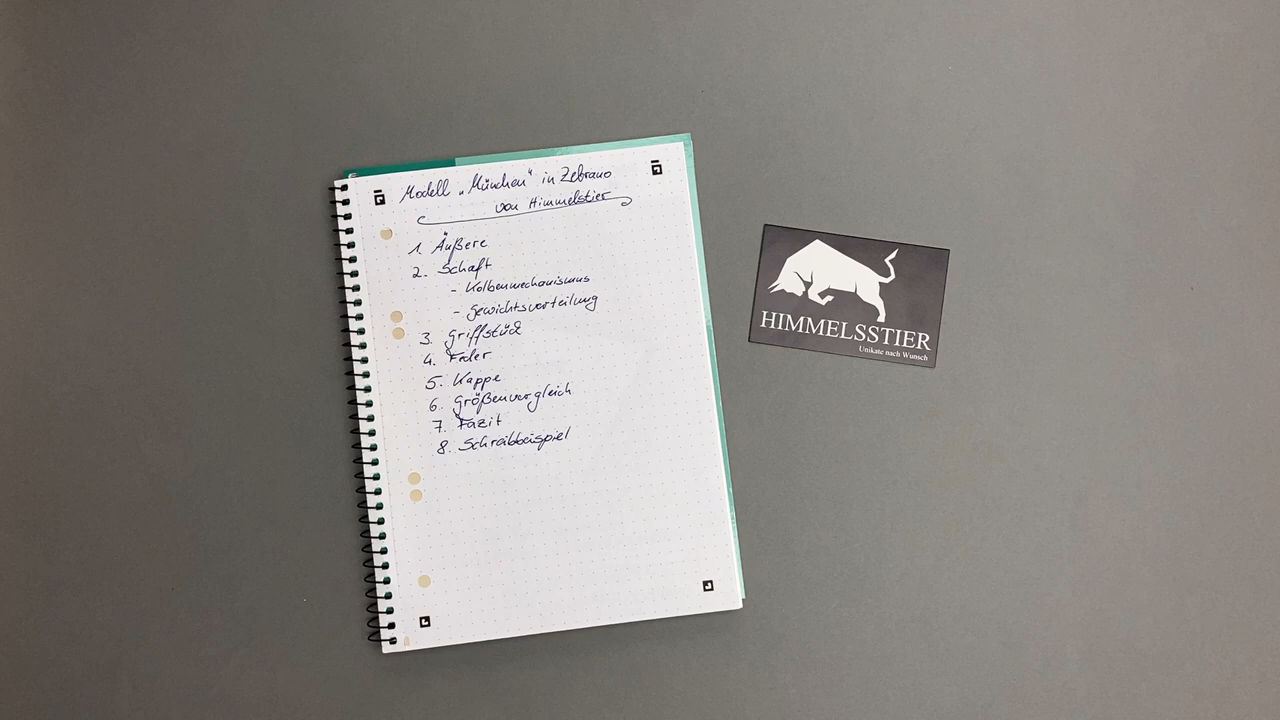 Modell „München" in Zebrano
von Himmelstier
1. Äußere
2. Schaft
- Kolbenmechanismus
- Gewichtsverteilung
3. Griffstück
4. Feder
5. Kappe
6. Größenvergleich
7. Fazit
8. Schreibbeispiel
HIMMELSSTIER
Unikate nach Wunsch